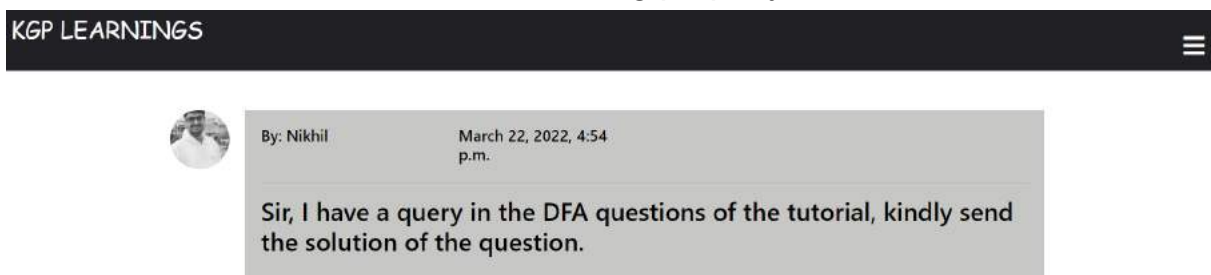 KGP LEARNINGS
By: Nikhil
March 22, 2022, 4:54
p.m.
Sir, I have a query in the DFA questions of the tutorial, kindly send
the solution of the question.